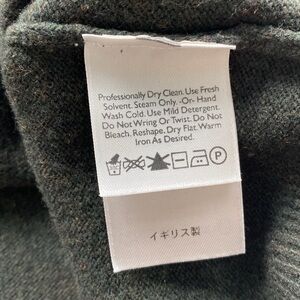 Professionally Dry Clean. Use Fresh
Solvent. Steam Only. -Or- Hand
Wash Cold. Use Mild Detergent.
Do Not Wring Or Twist. Do Not
Bleach. Reshape. Dry Flat. Warm
Iron As Desired.
P
イギリス製